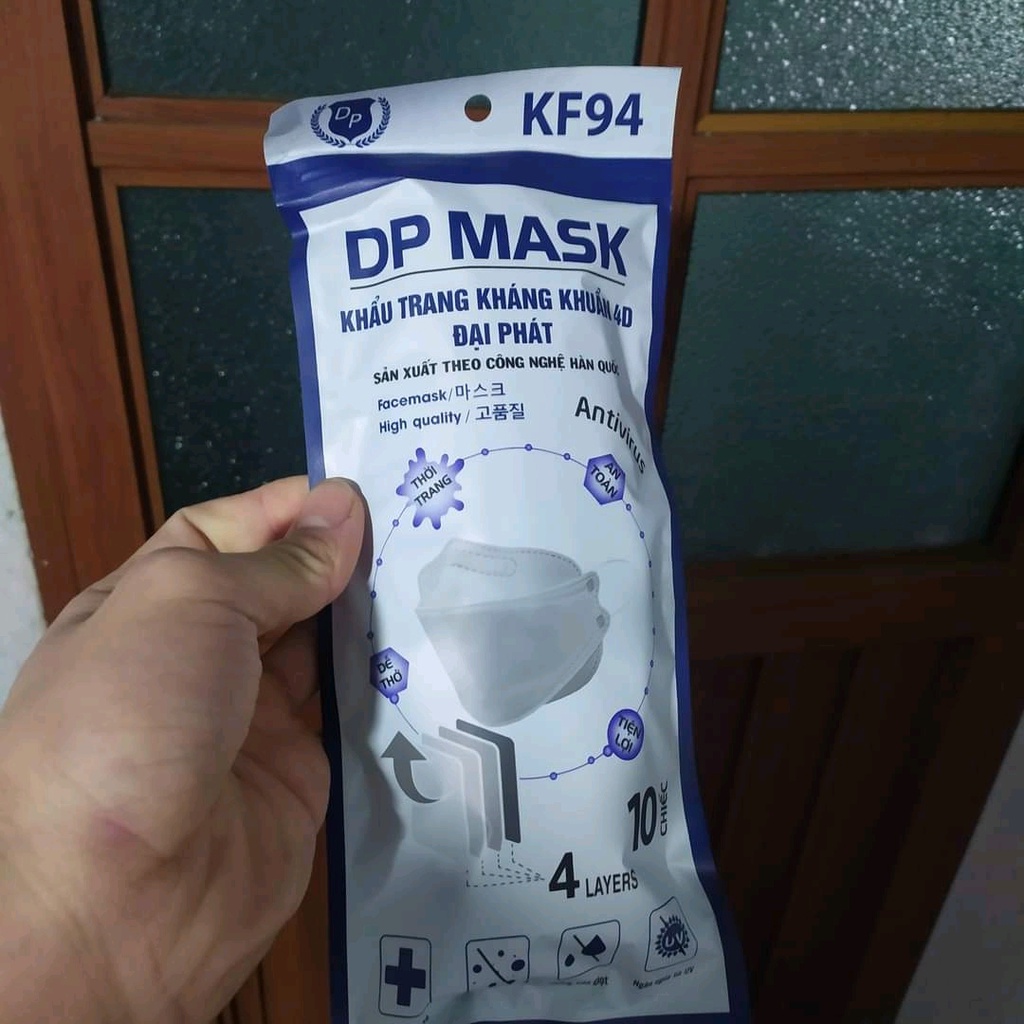 DP
KF94
DP MASK
KHẨU TRANG KHÁNG KHUẨN 4D
ĐẠI PHÁT
SẢN XUẤT THEO CÔNG NGHỆ HÀN QUỐC
Facemask/마스크
High quality / 고품질
Antivirus
THỜI
TRANG
AN
TOÀN
DỄ
THỞ
TIỆN
LỢI
10
CHIẾC
4 LAYERS
UV